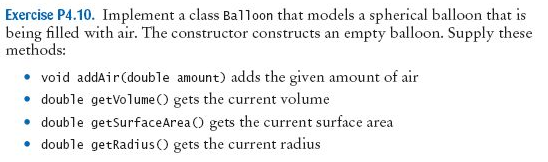 Exercise P4.10. Implement a class Balloon that models a spherical balloon that is
being filled with air. The constructor constructs an empty balloon. Supply these
methods:
• void addAir(double amount) adds the given amount of air
• double getVolume() gets the current volume
• double getSurfaceArea() gets the current surface area
• double getRadius() gets the current radius